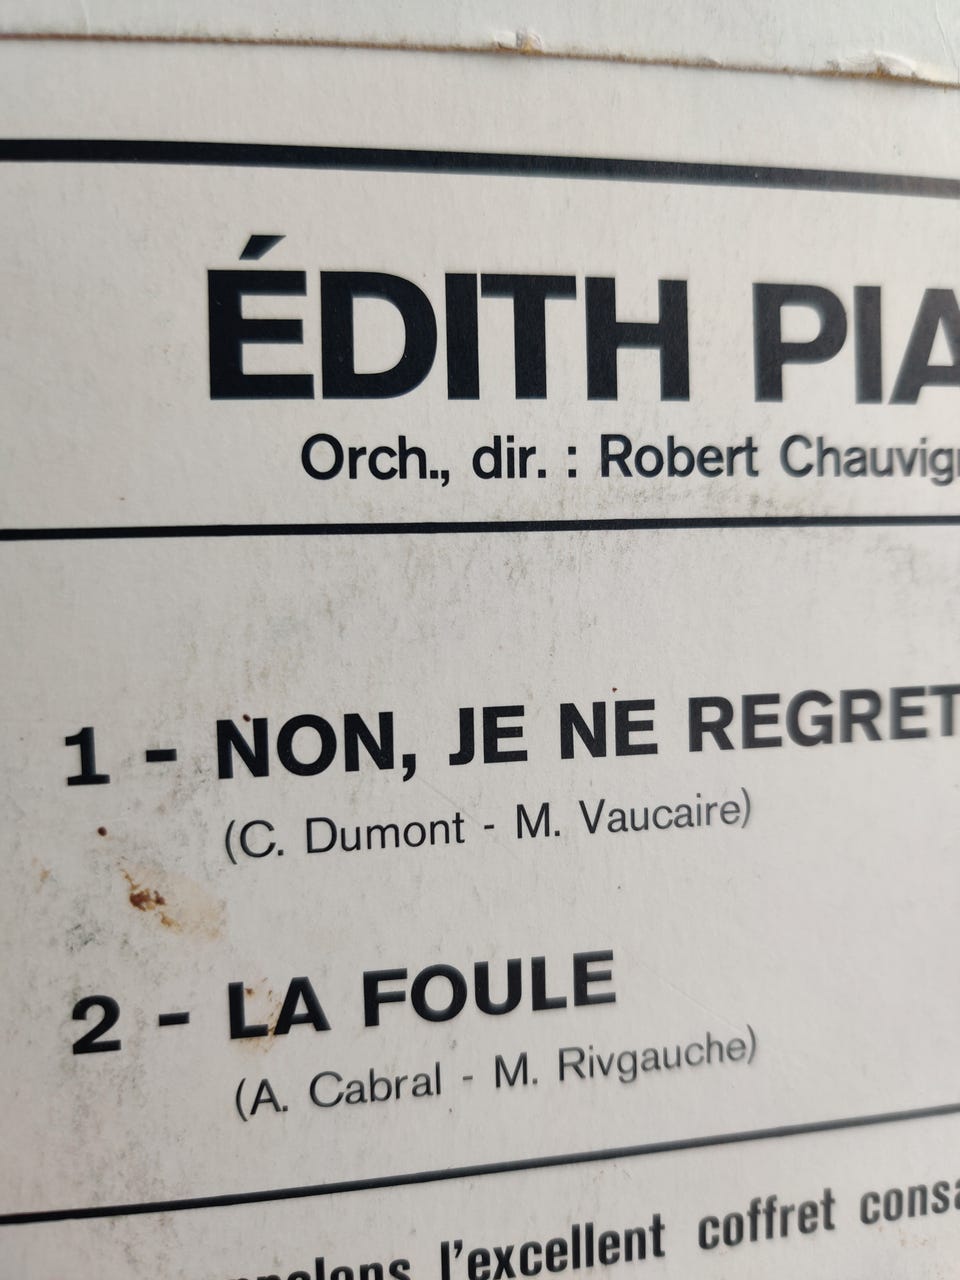 ÉDITH PIA
Orch., dir. : Robert Chauvig
1 - NON, JE NE REGRET
(C. Dumont - M. Vaucaire)
2 - LA FOULE
(A. Cabral - M. Rivgauche)
l'excellent coffret consa